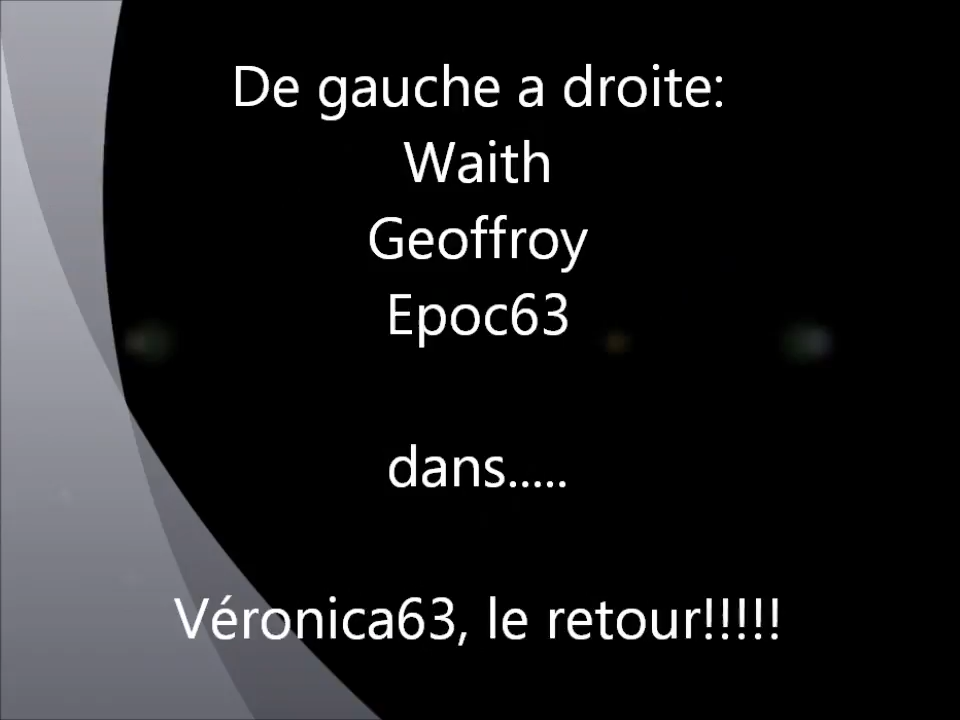 De gauche a droite:
Waith
Geoffroy
Epoc63
dans.....
Véronica63, le retour!!!!!